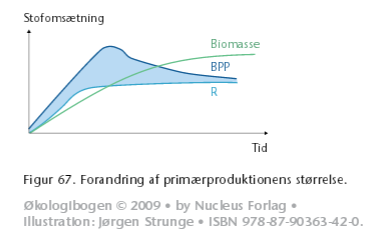 Stofomsætning
Biomasse
BPP
R
Tid
Figur 67. Forandring af primærproduktionens størrelse.
Økologibogen © 2009 • by Nucleus Forlag •
Illustration: Jørgen Strunge • ISBN 978-87-90363-42-0.